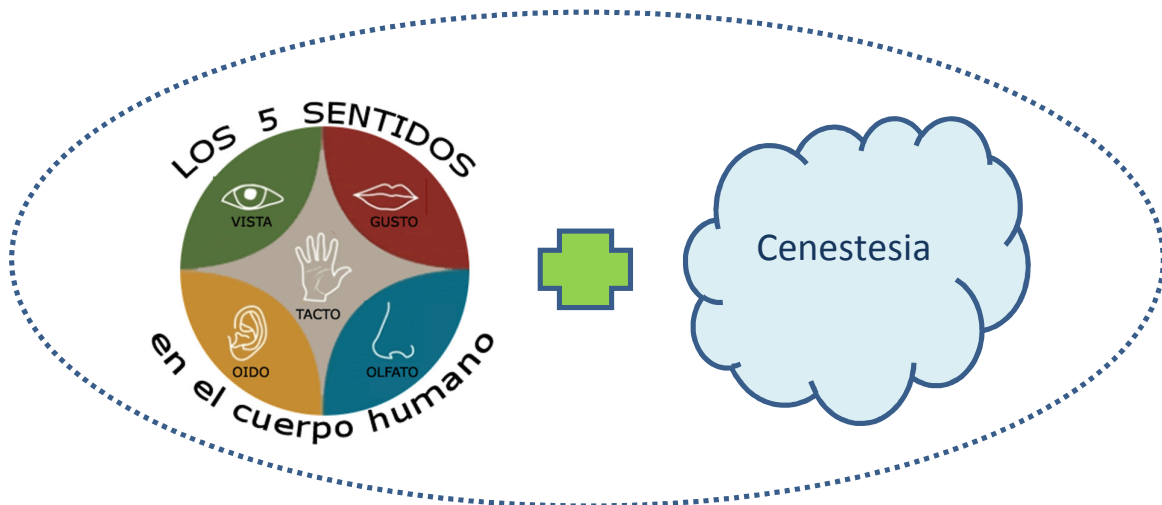 LOS 5 SENTIDOS
VISTA
GUSTO
TACTO
OIDO
OLFATO
en el cuerpo humano
Cenestesia